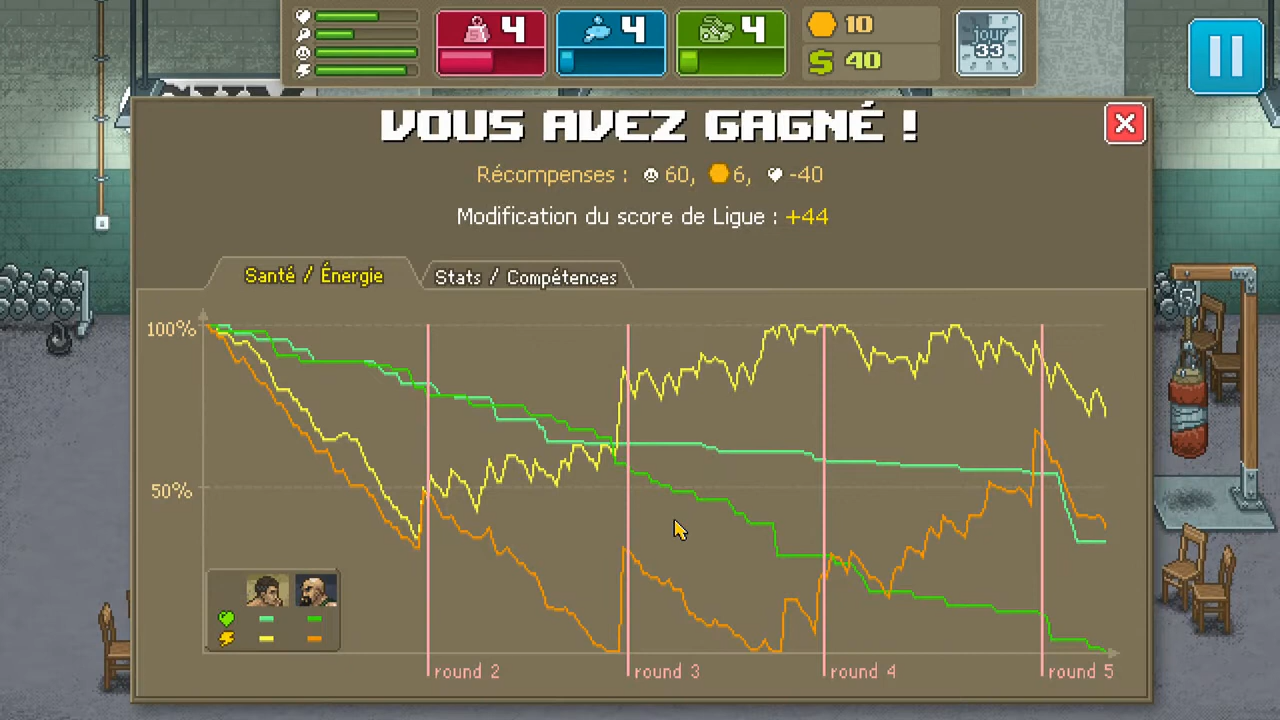 4 4 4
10
40
jour
33
VOUS AVEZ GAGNÉ !
Récompenses : 60, 6, -40
Modification du score de Ligue : +44
Santé / Énergie
Stats / Compétences
100%
50%
round 2
round 3
round 4
round 5